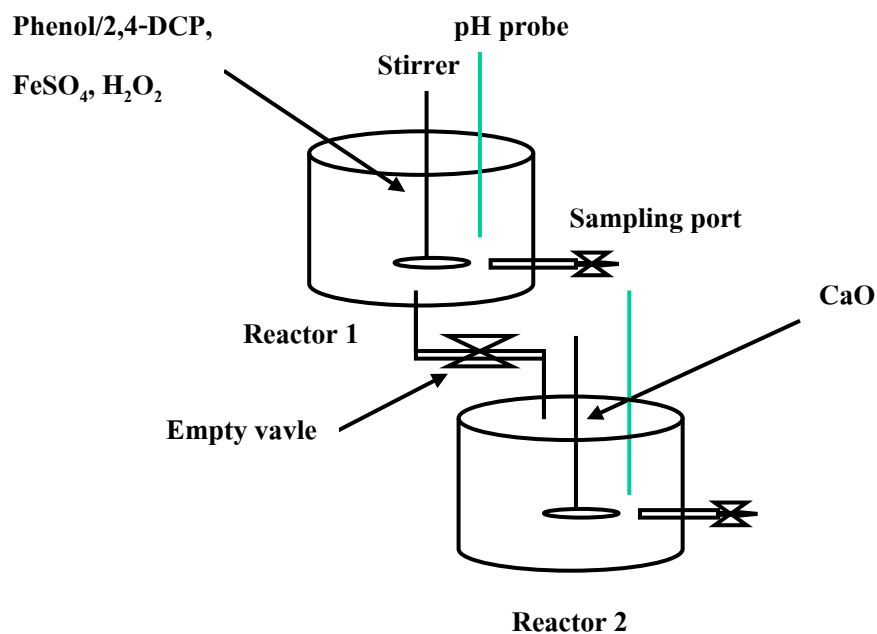 Phenol/2,4-DCP,
FeSO₄, H₂O₂
pH probe
Stirrer
Sampling port
CaO
Reactor 1
Empty vavle
Reactor 2